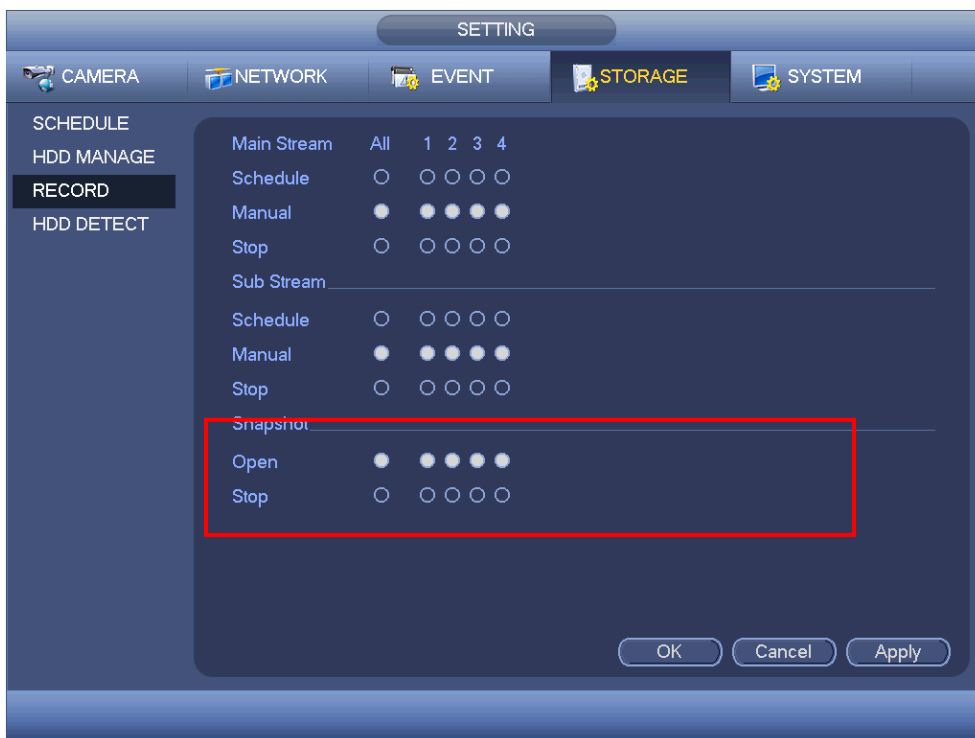 SETTING
CAMERA NETWORK EVENT STORAGE SYSTEM
SCHEDULE
HDD MANAGE
RECORD
HDD DETECT
Main Stream All 1 2 3 4
Schedule
Manual
Stop
Sub Stream
Schedule
Manual
Stop
Snapshot
Open
Stop
OK Cancel Apply